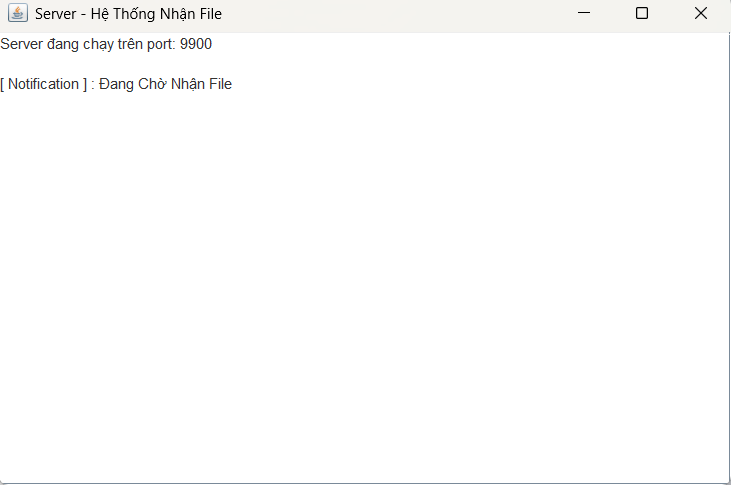 Server - Hệ Thống Nhận File
Server đang chạy trên port: 9900
[ Notification ] : Đang Chờ Nhận File